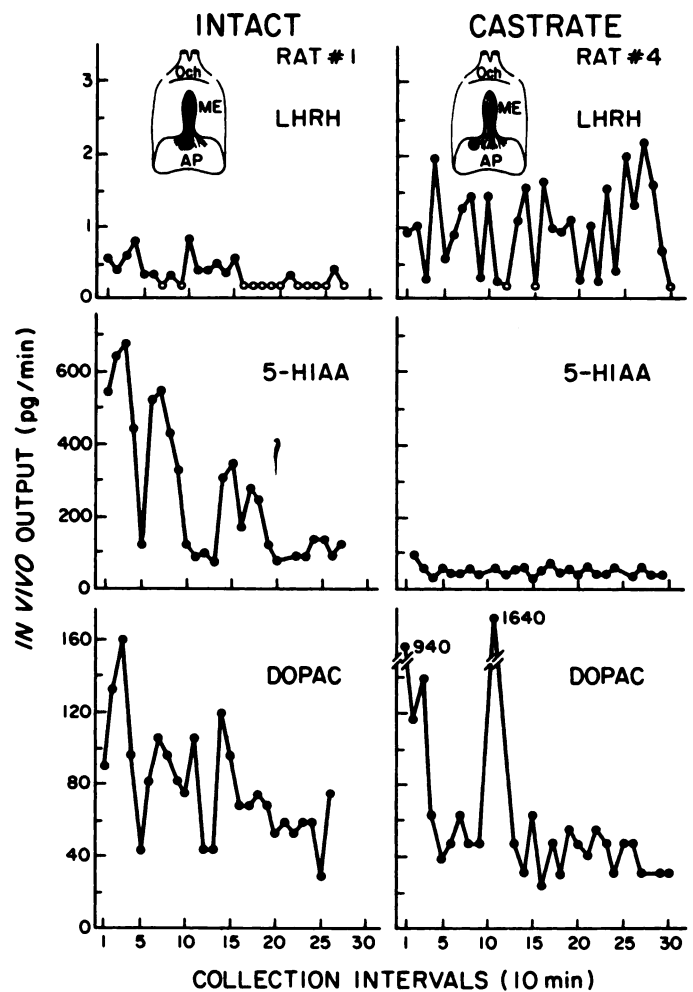 INTACT
CASTRATE
RAT #1
RAT #4
Och
ME
AP
LHRH
Och
ME
AP
LHRH
3
2
1
0
5-HIAA
5-HIAA
600
400
200
0
IN VIVO OUTPUT (pg/min)
DOPAC
940
1640
DOPAC
160
120
80
40
0
1 5 10 15 20 25 30
1 5 10 15 20 25 30
COLLECTION INTERVALS (10 min)